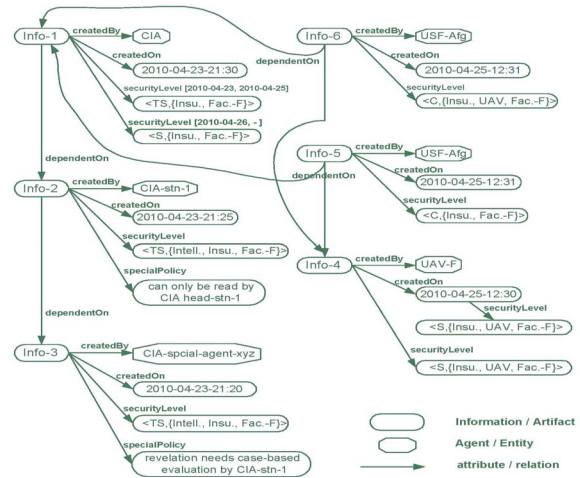 Info-1
createdBy
CIA
createdOn
2010-04-23-21:30
securityLevel [2010-04-23, 2010-04-25]
<TS,{Insu., Fac.-F}>
securityLevel [2010-04-26, - ]
<S,{Insu., Fac.-F}>
dependentOn
Info-2
createdBy
CIA-stn-1
createdOn
2010-04-23-21:25
securityLevel
<TS,{Intell., Insu., Fac.-F}>
specialPolicy
can only be read by
CIA head-stn-1
dependentOn
Info-3
createdBy
CIA-spcial-agent-xyz
createdOn
2010-04-23-21:20
securityLevel
<TS,{Intell., Insu., Fac.-F}>
specialPolicy
revelation needs case-based
evaluation by CIA-stn-1
Info-6
dependentOn
createdBy
USF-Afg
createdOn
2010-04-25-12:31
securityLevel
<C,{Insu., UAV, Fac.-F}>
Info-5
dependentOn
createdBy
USF-Afg
createdOn
2010-04-25-12:31
securityLevel
<C,{Insu., Fac.-F}>
Info-4
createdBy
UAV-F
createdOn
2010-04-25-12:30
securityLevel
<S,{Insu., UAV, Fac.-F}>
securityLevel
<S,{Insu., UAV, Fac.-F}>
Information / Artifact
Agent / Entity
attribute / relation